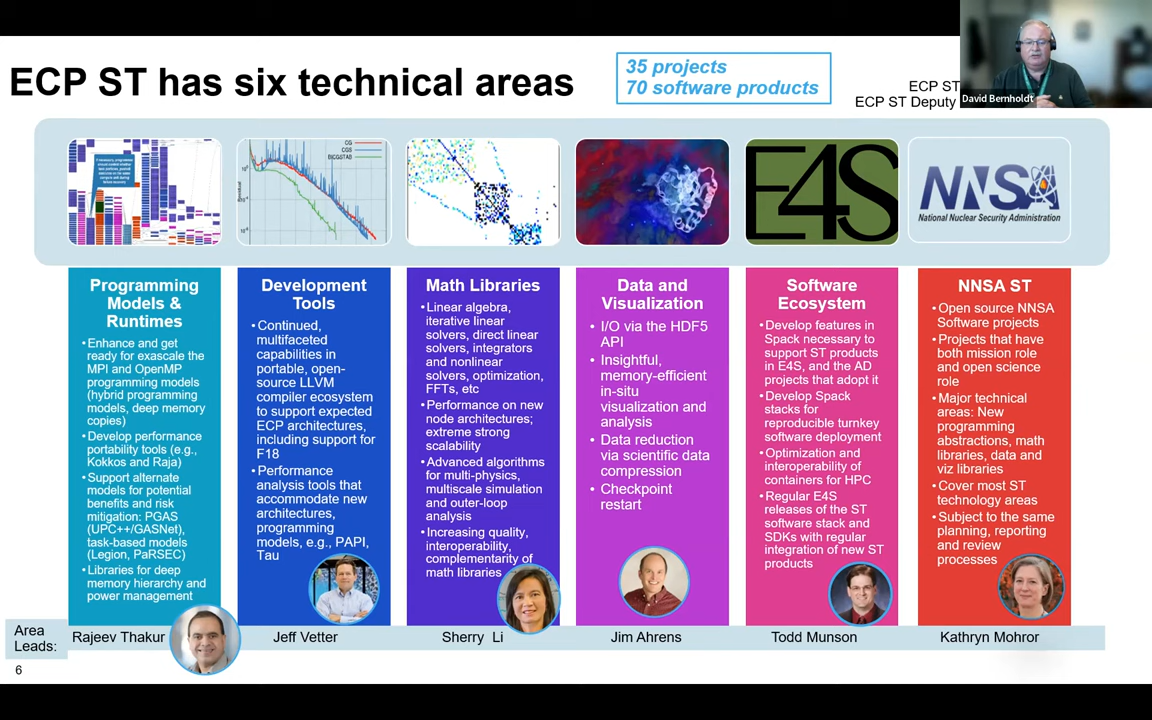 ECP ST has six technical areas
35 projects
70 software products
ECP ST
ECP ST Deputy
David Bernholdt
CG
CGS
BICGSTAB
E4S
NNSA
National Nuclear Security Administration
Programming
Models &
Runtimes
•Enhance and get
ready for exascale the
MPI and OpenMP
programming models
(hybrid programming
models, deep memory
copies)
•Develop performance
portability tools (e.g.,
Kokkos and Raja)
•Support alternate
models for potential
benefits and risk
mitigation: PGAS
(UPC++/GASNet),
task-based models
(Legion, PaRSEC)
•Libraries for deep
memory hierarchy and
power management
Development
Tools
•Continued,
multifaceted
capabilities in
portable, open-
source LLVM
compiler ecosystem
to support expected
ECP architectures,
including support for
F18
•Performance
analysis tools that
accommodate new
architectures,
programming
models, e.g., PAPI,
Tau
Math Libraries
•Linear algebra,
iterative linear
solvers, direct linear
solvers, integrators
and nonlinear
solvers, optimization,
FFTs, etc
•Performance on new
node architectures;
extreme strong
scalability
•Advanced algorithms
for multi-physics,
multiscale simulation
and outer-loop
analysis
•Increasing quality,
interoperability,
complementarity of
math libraries
Data and
Visualization
• I/O via the HDF5
API
• Insightful,
memory-efficient
in-situ
visualization and
analysis
• Data reduction
via scientific data
compression
• Checkpoint
restart
Software
Ecosystem
•Develop features in
Spack necessary to
support ST products
in E4S, and the AD
projects that adopt it
•Develop Spack
stacks for
reproducible turnkey
software deployment
•Optimization and
interoperability of
containers for HPC
•Regular E4S
releases of the ST
software stack and
SDKs with regular
integration of new ST
products
NNSA ST
•Open source NNSA
Software projects
•Projects that have
both mission role
and open science
role
•Major technical
areas: New
programming
abstractions, math
libraries, data and
viz libraries
•Cover most ST
technology areas
•Subject to the same
planning, reporting
and review
processes
Area
Leads:
Rajeev Thakur
Jeff Vetter
Sherry Li
Jim Ahrens
Todd Munson
Kathryn Mohror
6